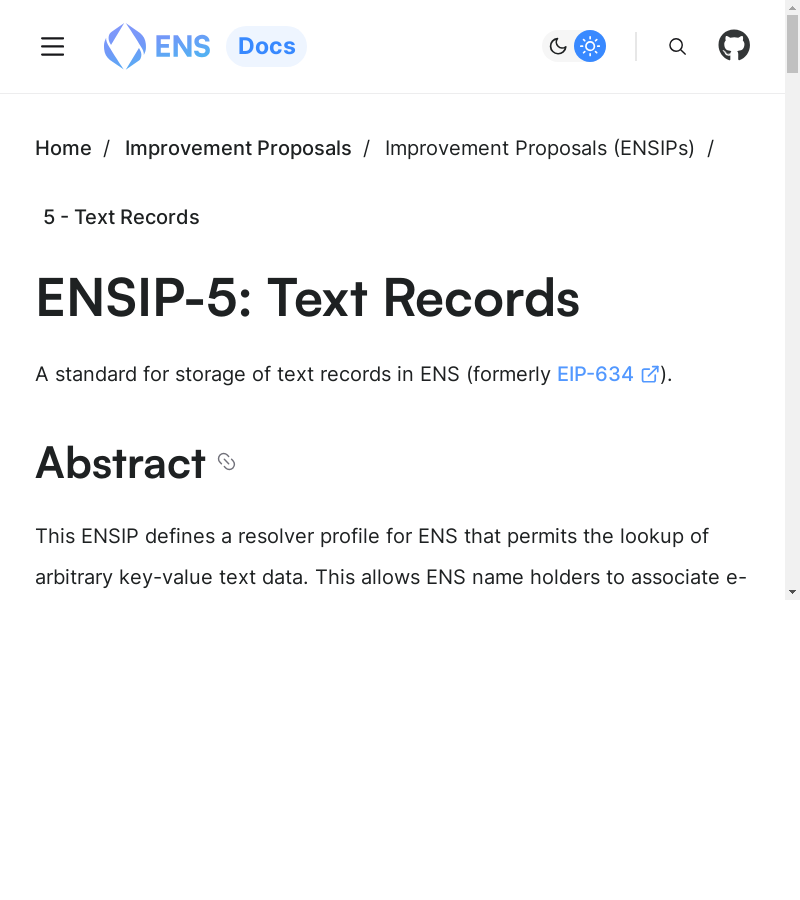 ENS Docs
Home / Improvement Proposals / Improvement Proposals (ENSIPs) /
5 - Text Records
ENSIP-5: Text Records
A standard for storage of text records in ENS (formerly EIP-634).
Abstract
This ENSIP defines a resolver profile for ENS that permits the lookup of
arbitrary key-value text data. This allows ENS name holders to associate e-